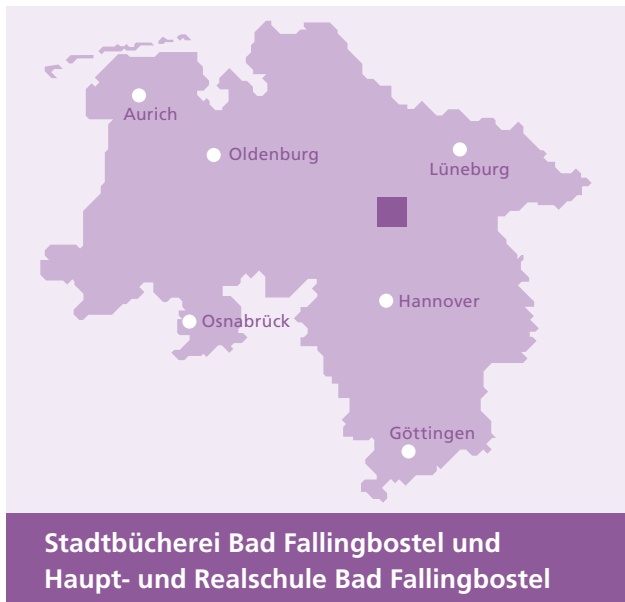 Aurich
Oldenburg
Lüneburg
Hannover
Osnabrück
Göttingen
Stadtbücherei Bad Fallingbostel und
Haupt- und Realschule Bad Fallingbostel